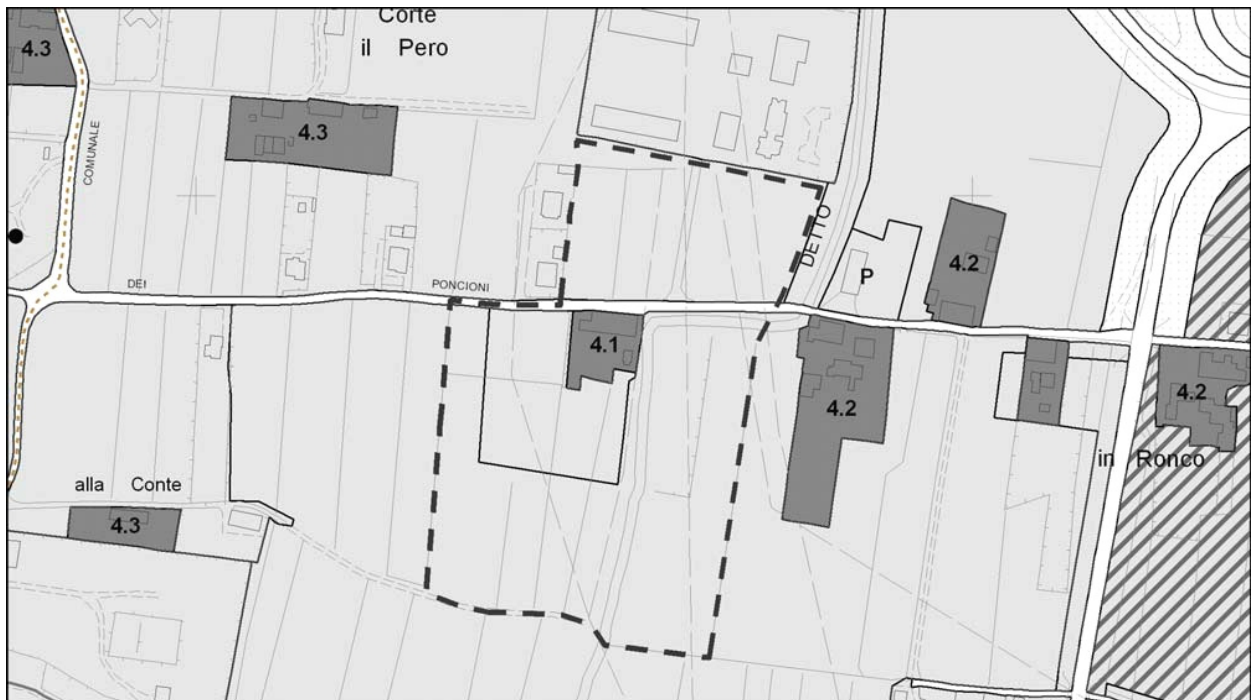 Corte
il Pero
4.3
4.3
COMUNALE
DETTO
P
4.2
DEI
PONCIONI
4.1
4.2
4.2
in Ronco
alla Conte
4.3